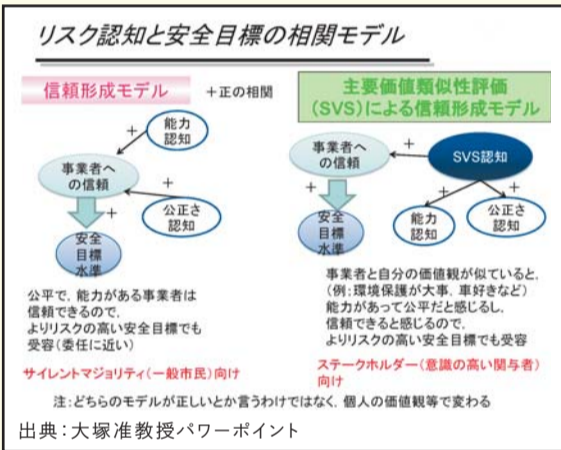 リスク認知と安全目標の相関モデル
信頼形成モデル
+正の相関
+
能力
認知
事業者へ
の信頼
+
公正さ
認知
+
安全
目標
水準
公平で、能力がある事業者は
信頼できるので、
よりリスクの高い安全目標でも
受容(委任に近い)
サイレントマジョリティ(一般市民)向け
主要価値類似性評価
(SVS)による信頼形成モデル
事業者へ
の信頼
+
SVS認知
+
+
+
能力
認知
公正さ
認知
安全
目標
水準
事業者と自分の価値観が似ていると、
(例:環境保護が大事、車好きなど)
能力があって公平だと感じるし、
信頼できると感じるので、
よりリスクの高い安全目標でも受容
ステークホルダー(意識の高い関与者)
向け
注:どちらのモデルが正しいとか言うわけではなく、個人の価値観等で変わる
出典:大塚准教授パワーポイント